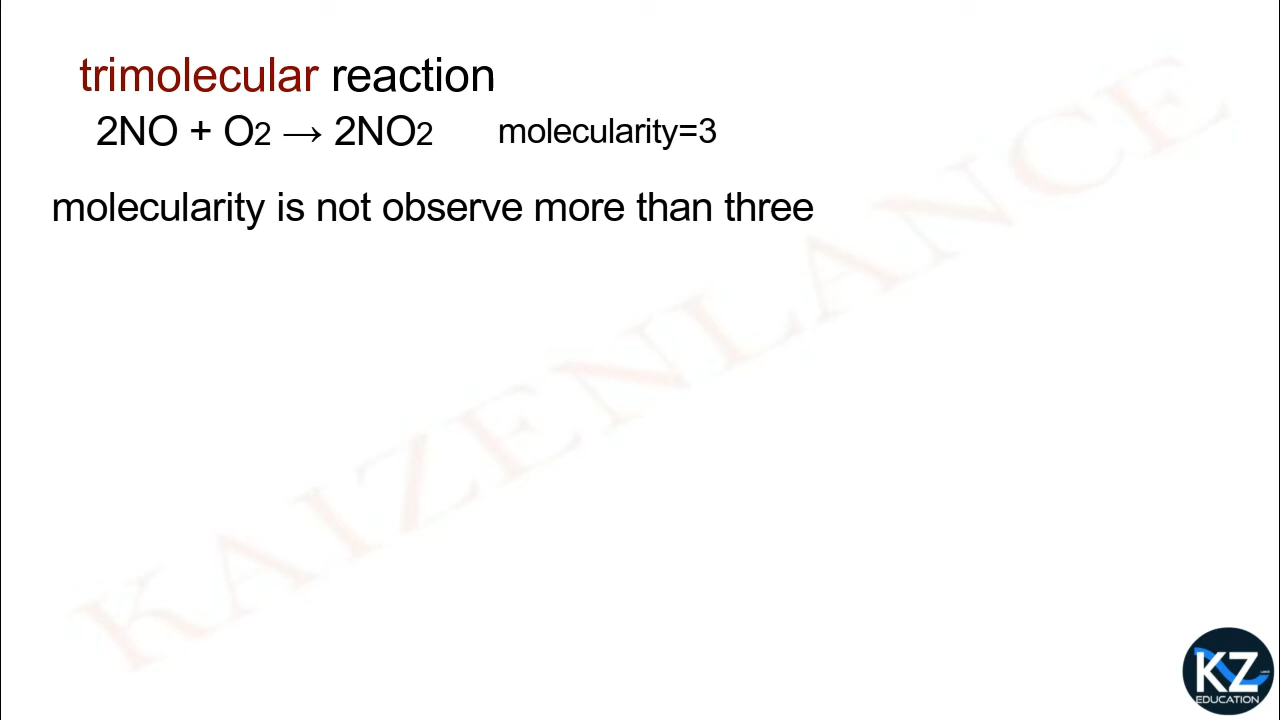 trimolecular reaction
2NO + O2 → 2NO2 molecularity=3
molecularity is not observe more than three
KAIZENLANCE
KZ
EDUCATION